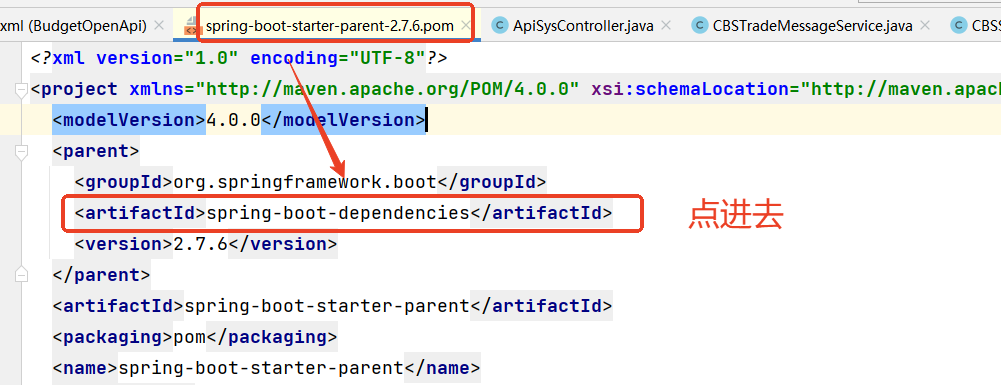 xml (BudgetOpenApi) spring-boot-starter-parent-2.7.6.pom ApiSysController.java CBSTradeMessageService.java CBSS
<?xml version="1.0" encoding="UTF-8"?>
<project xmlns="http://maven.apache.org/POM/4.0.0" xsi:schemaLocation="http://maven.apac
<modelVersion>4.0.0</modelVersion>
<parent>
<groupId>org.springframework.boot</groupId>
<artifactId>spring-boot-dependencies</artifactId> 点进去
<version>2.7.6</version>
</parent>
<artifactId>spring-boot-starter-parent</artifactId>
<packaging>pom</packaging>
<name>spring-boot-starter-parent</name>